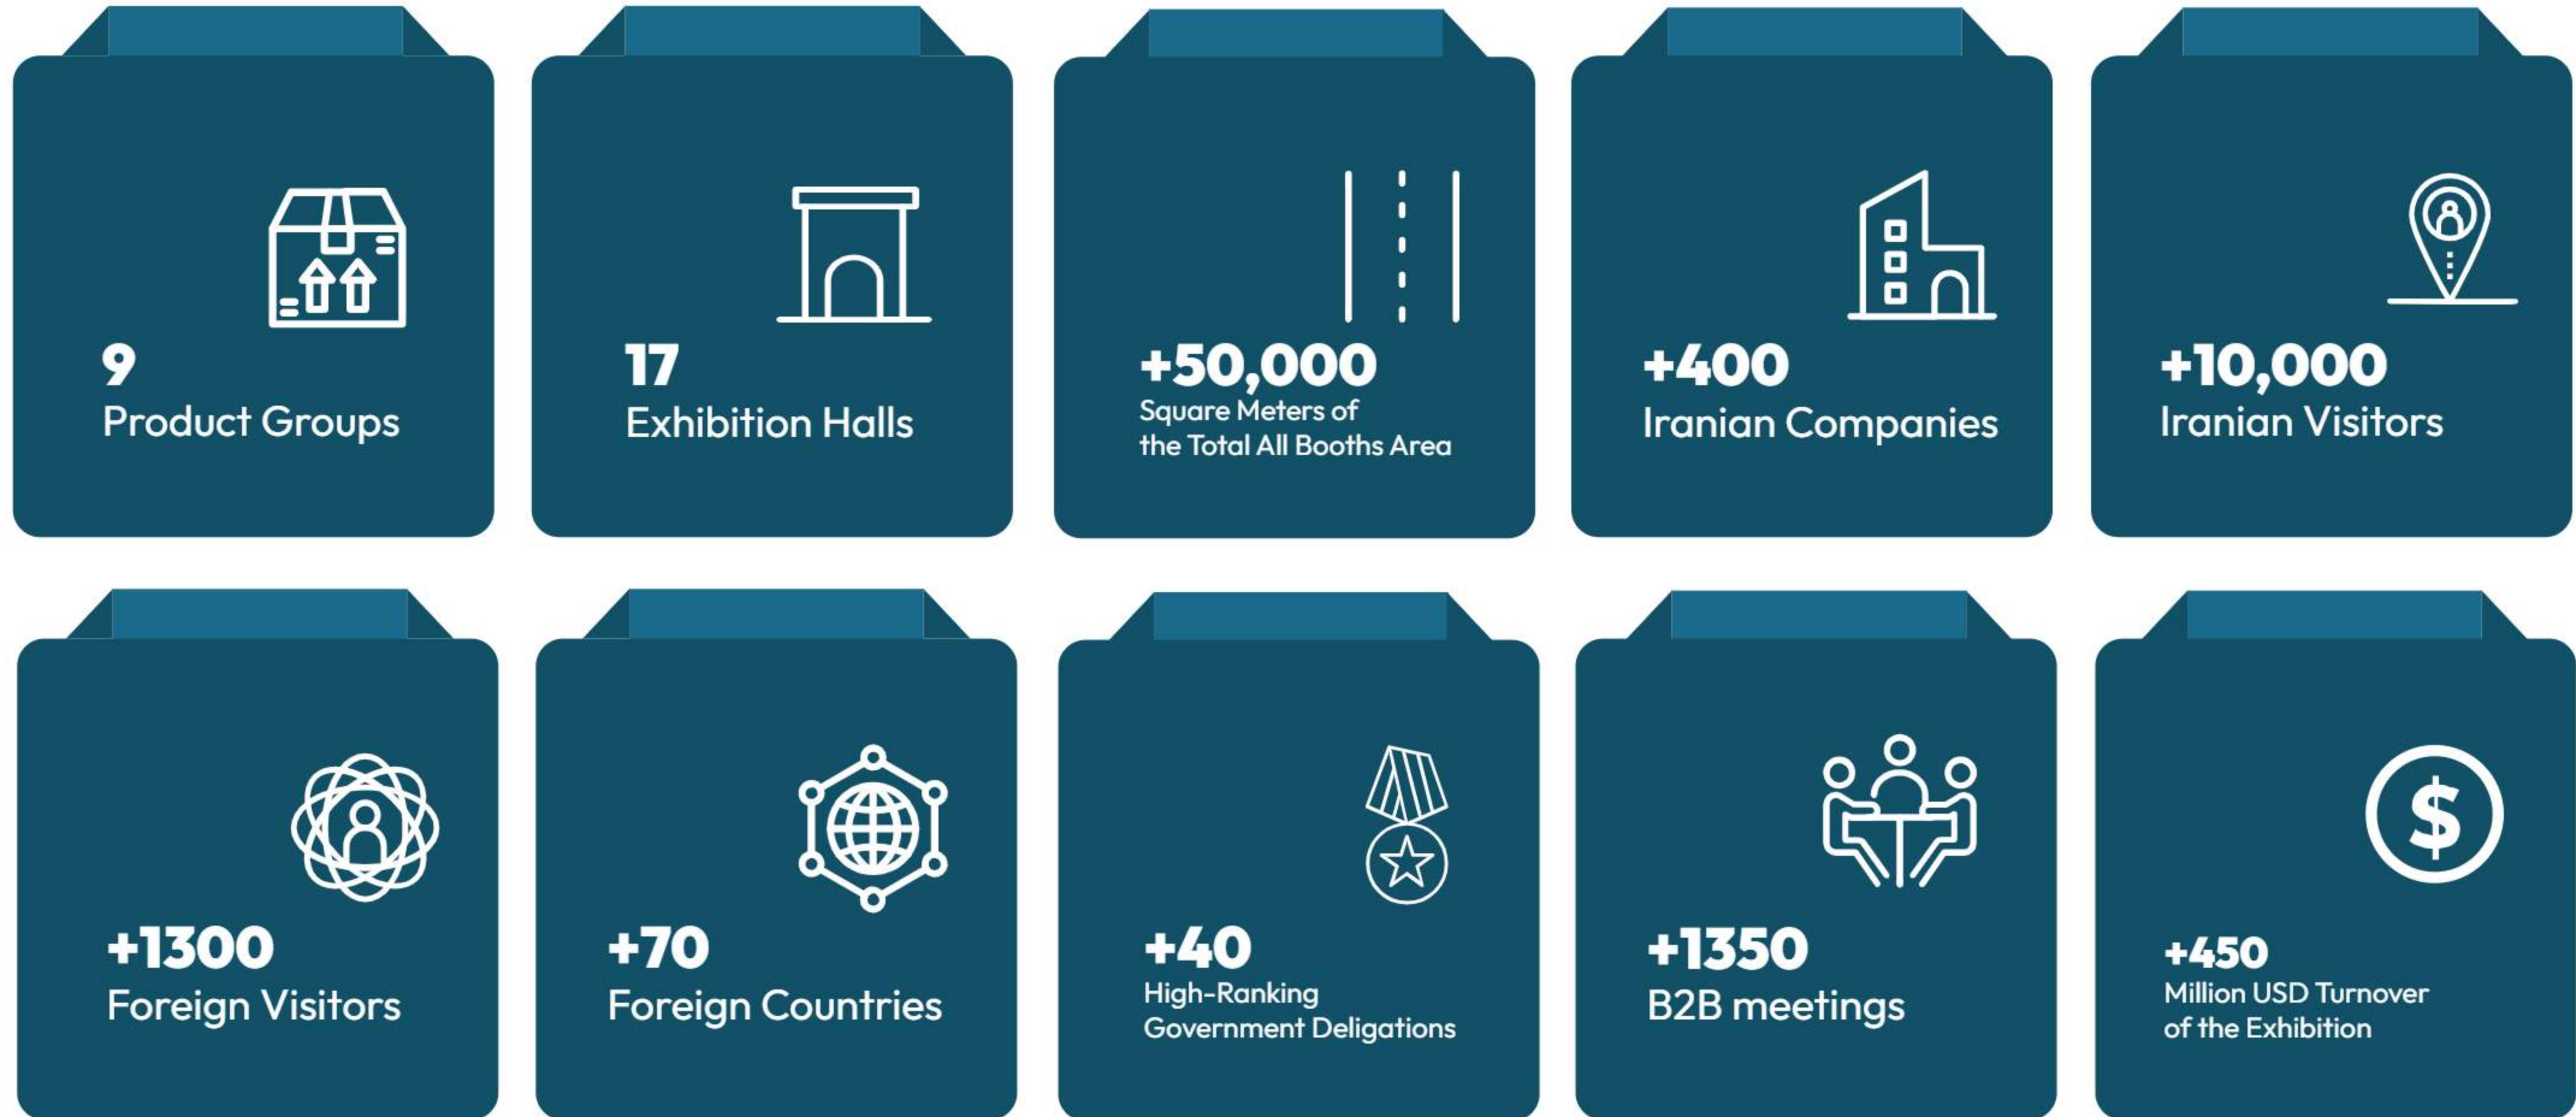 9
Product Groups
17
Exhibition Halls
+50,000
Square Meters of
the Total All Booths Area
+400
Iranian Companies
+10,000
Iranian Visitors
+1300
Foreign Visitors
+70
Foreign Countries
+40
High-Ranking
Government Deligations
+1350
B2B meetings
$
+450
Million USD Turnover
of the Exhibition